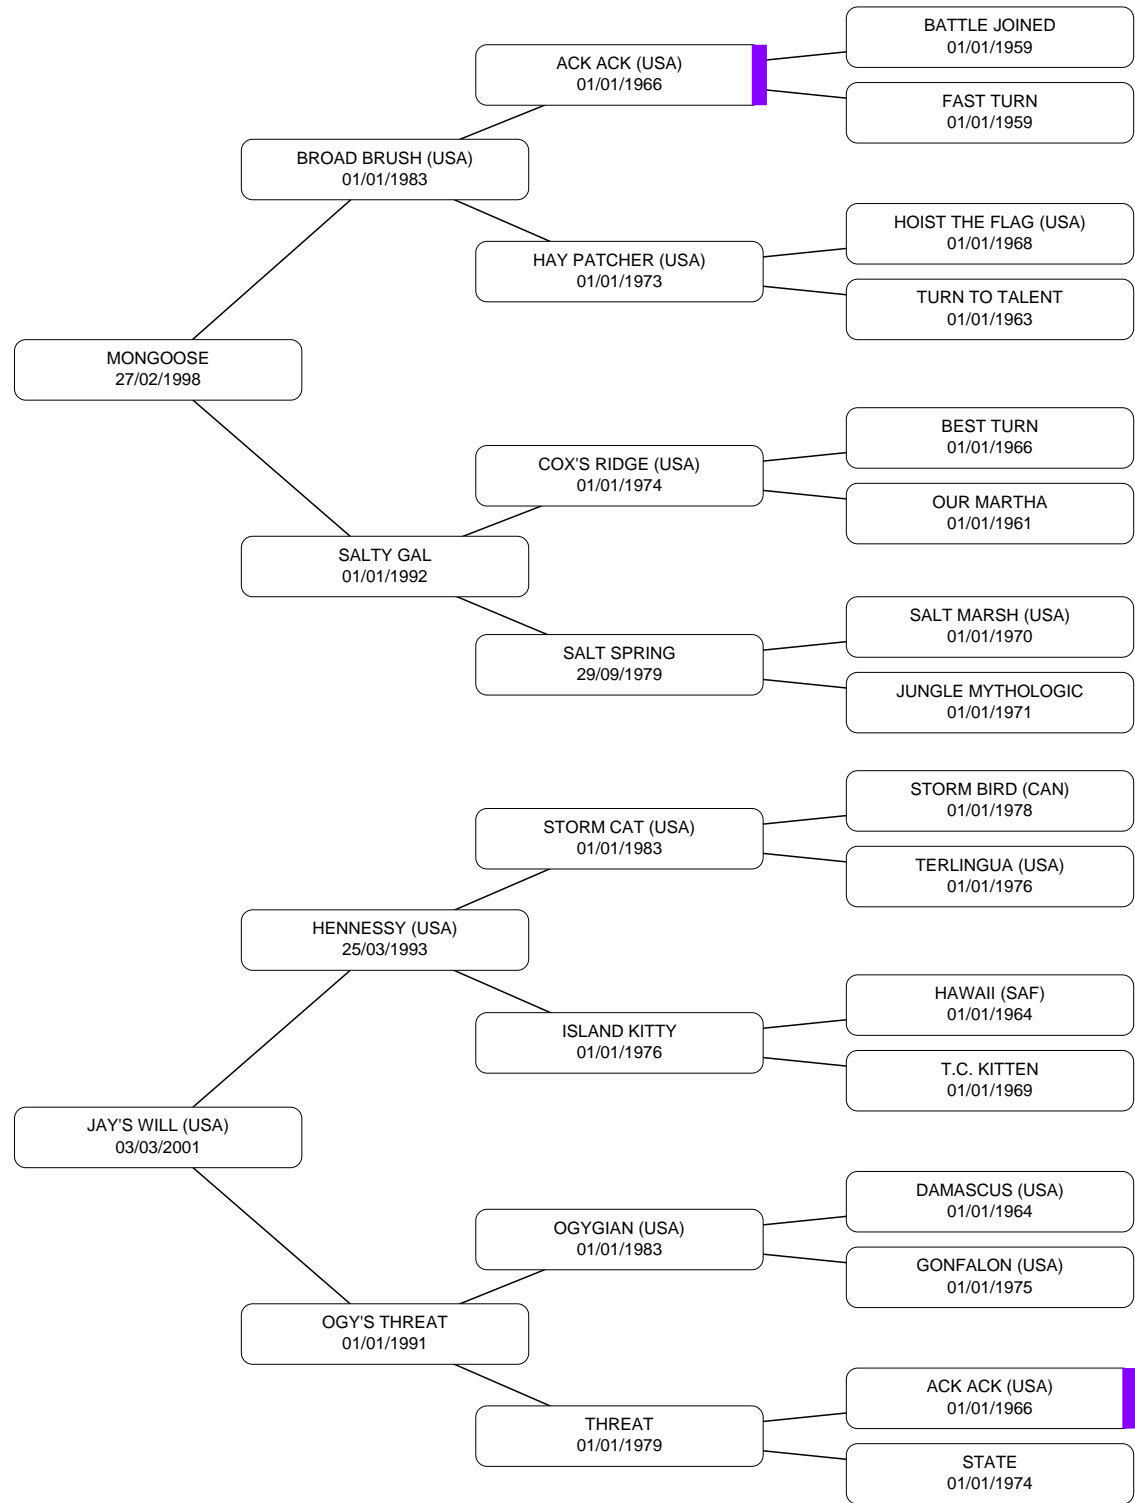 BATTLE JOINED
01/01/1959
ACK ACK (USA)
01/01/1966
FAST TURN
01/01/1959
BROAD BRUSH (USA)
01/01/1983
HOIST THE FLAG (USA)
01/01/1968
HAY PATCHER (USA)
01/01/1973
TURN TO TALENT
01/01/1963
MONGOOSE
27/02/1998
BEST TURN
01/01/1966
COX'S RIDGE (USA)
01/01/1974
OUR MARTHA
01/01/1961
SALTY GAL
01/01/1992
SALT MARSH (USA)
01/01/1970
SALT SPRING
29/09/1979
JUNGLE MYTHOLOGIC
01/01/1971
STORM BIRD (CAN)
01/01/1978
STORM CAT (USA)
01/01/1983
TERLINGUA (USA)
01/01/1976
HENNESSY (USA)
25/03/1993
HAWAII (SAF)
01/01/1964
ISLAND KITTY
01/01/1976
T.C. KITTEN
01/01/1969
JAY'S WILL (USA)
03/03/2001
DAMASCUS (USA)
01/01/1964
OGYGIAN (USA)
01/01/1983
GONFALON (USA)
01/01/1975
OGY'S THREAT
01/01/1991
ACK ACK (USA)
01/01/1966
THREAT
01/01/1979
STATE
01/01/1974